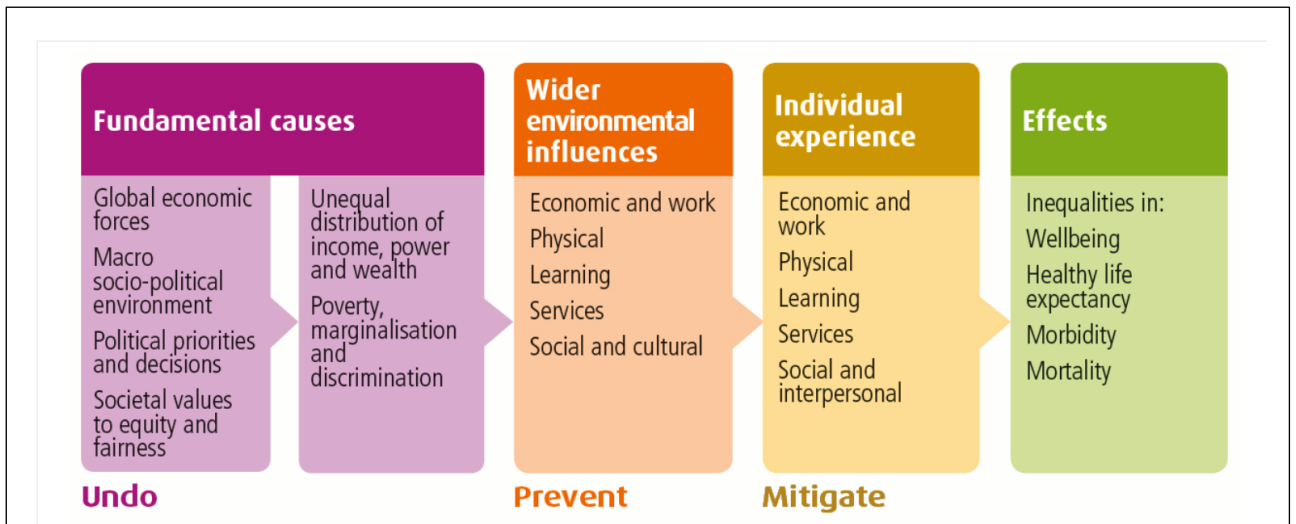 Fundamental causes
Global economic
forces
Macro
socio-political
environment
Political priorities
and decisions
Societal values
to equity and
fairness
Unequal
distribution of
income, power
and wealth
Poverty,
marginalisation
and
discrimination
Undo
Wider
environmental
influences
Economic and work
Physical
Learning
Services
Social and cultural
Prevent
Individual
experience
Economic and
work
Physical
Learning
Services
Social and
interpersonal
Mitigate
Effects
Inequalities in:
Wellbeing
Healthy life
expectancy
Morbidity
Mortality